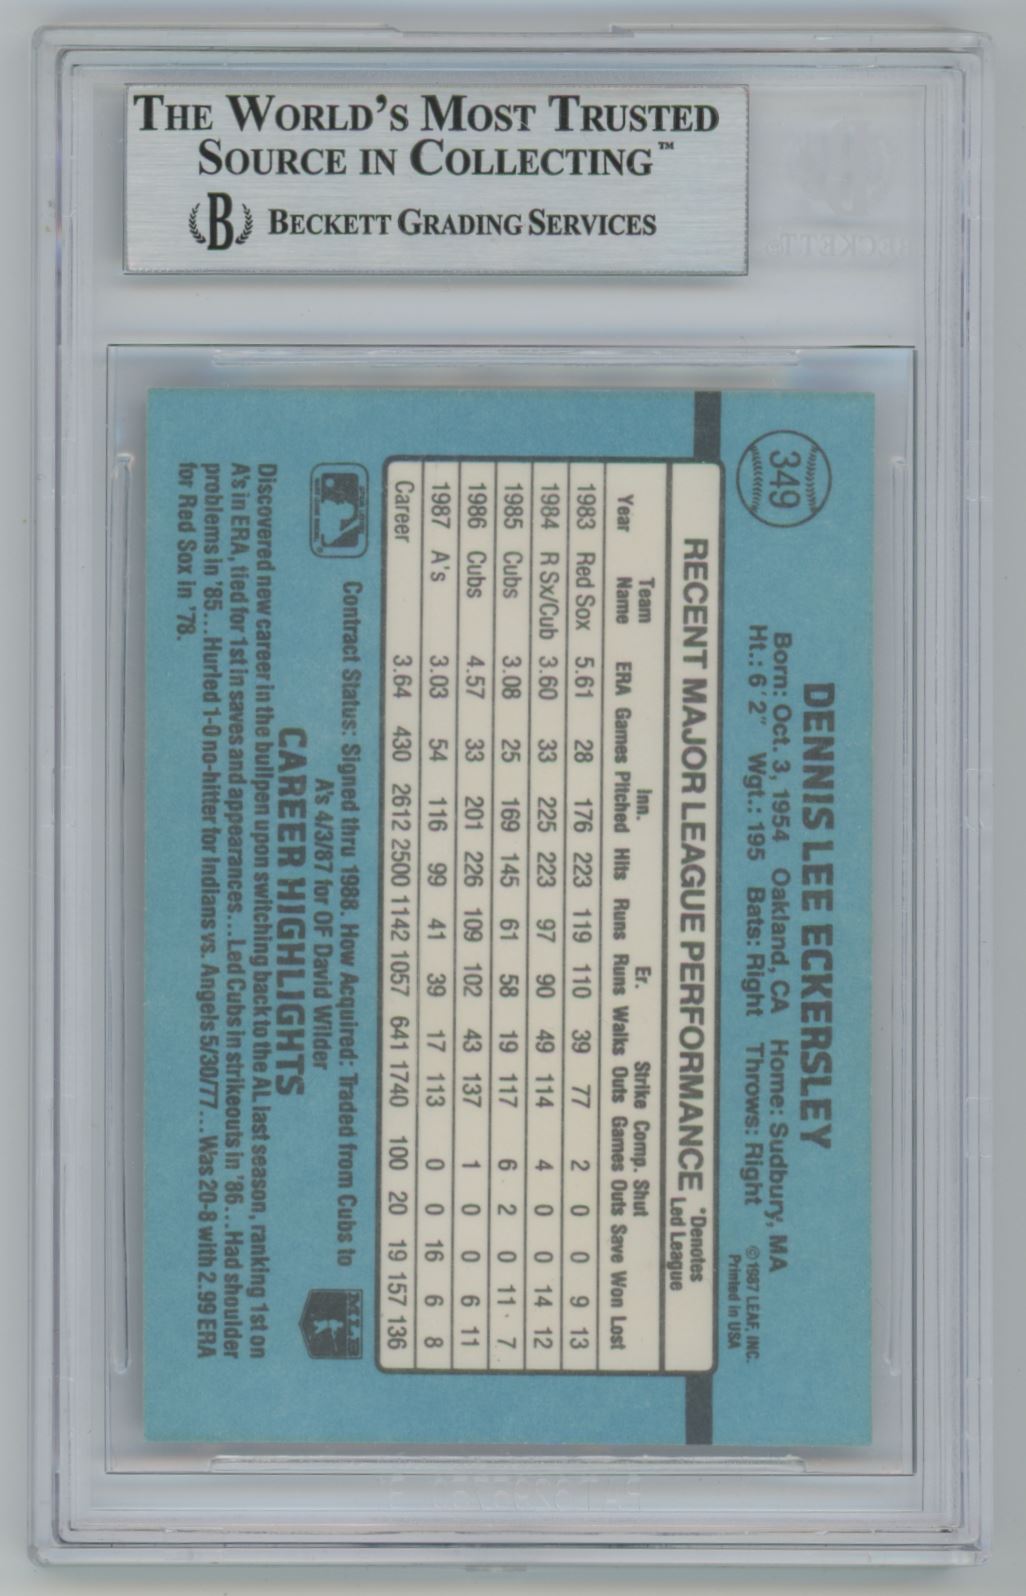 THE WORLD'S MOST TRUSTED
SOURCE IN COLLECTING™
B BECKETT GRADING SERVICES
349
DENNIS LEE ECKERSLEY
Born: Oct. 3, 1954 Oakland, CA Home: Sudbury, MA
Ht.: 6'2" Wgt.: 195 Bats: Right Throws: Right
©1987 LEAF, INC.
Printed in USA
RECENT MAJOR LEAGUE PERFORMANCE *Denotes Led League
Year Team Name ERA Games Inn. Pitched Hits Runs Er. Runs Walks Strike Outs Comp. Games Shut Outs Save Won Lost
1983 Red Sox 5.61 28 176 223 119 110 39 77 2 0 0 9 13
1984 R Sx/Cub 3.60 33 225 223 97 90 49 114 4 0 0 14 12
1985 Cubs 3.08 25 169 145 61 58 19 117 6 2 0 11 7
1986 Cubs 4.57 33 201 226 109 102 43 137 1 0 0 6 11
1987 A's 3.03 54 116 99 41 39 17 113 0 0 16 6 8
Career 3.64 430 2612 2500 1142 1057 641 1740 100 20 19 157 136
Contract Status: Signed thru 1988. How Acquired: Traded from Cubs to
A's 4/3/87 for OF David Wilder
MLB
CAREER HIGHLIGHTS
Discovered new career in the bullpen upon switching back to the AL last season, ranking 1st on
A's in ERA, tied for 1st in saves and appearances...Led Cubs in strikeouts in '86...Had shoulder
problems in '85...Hurled 1-0 no-hitter for Indians vs. Angels 5/30/77...Was 20-8 with 2.99 ERA
for Red Sox in '78.